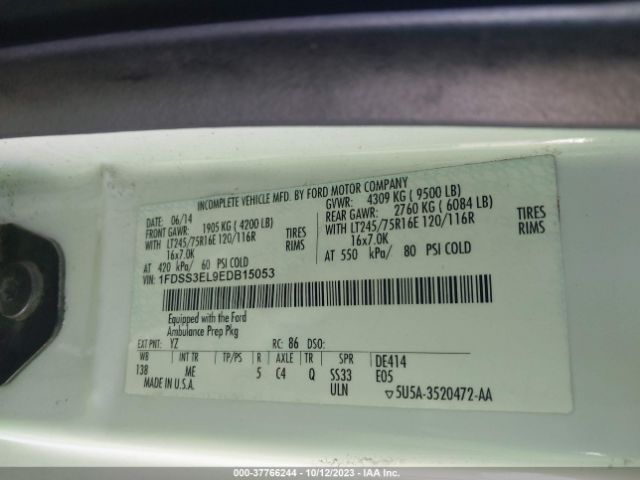 INCOMPLETE VEHICLE MFD. BY FORD MOTOR COMPANY
DATE: 06/14 GVWR: 4309 KG ( 9500 LB)
FRONT GAWR: 1905 KG ( 4200 LB) REAR GAWR: 2760 KG ( 6084 LB)
WITH LT245/75R16E 120/116R TIRES WITH LT245/75R16E 120/116R TIRES
16x7.0K RIMS 16x7.0K RIMS
AT 420 kPa/ 60 PSI COLD AT 550 kPa/ 80 PSI COLD
VIN: 1FDSS3EL9EDB15053
Equipped with the Ford
Ambulance Prep Pkg
EXT PNT: YZ RC: 86 DSO:
WB INT TR TP/PS R AXLE TR SPR DE414
138 ME 5 C4 Q SS33 E05
MADE IN U.S.A. ULN ▽5U5A-3520472-AA
000-37766244 - 10/12/2023 - IAAI.com